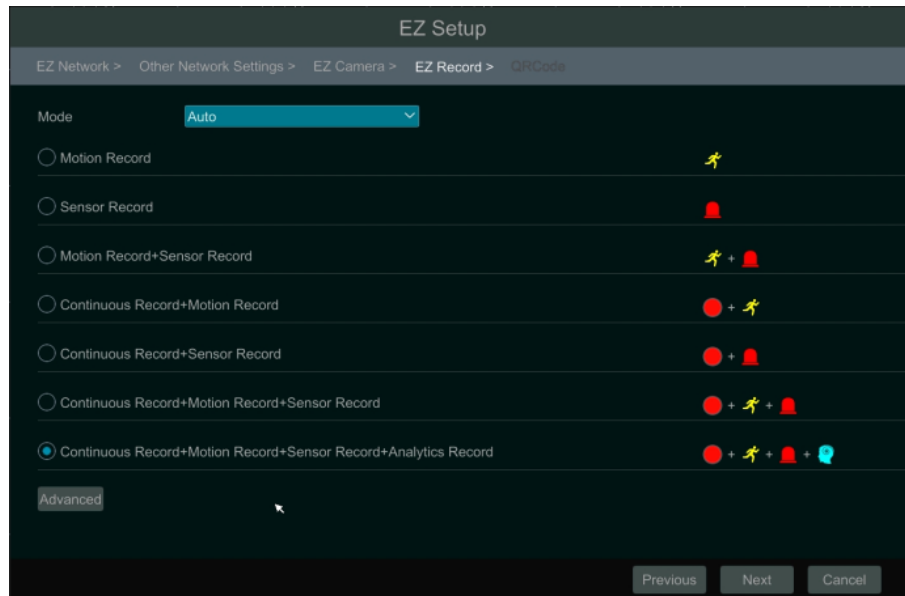 EZ Setup
EZ Network > Other Network Settings > EZ Camera > EZ Record > QRCode
Mode Auto
Motion Record
Sensor Record
Motion Record+Sensor Record
+
Continuous Record+Motion Record
+
Continuous Record+Sensor Record
+
Continuous Record+Motion Record+Sensor Record
+ +
Continuous Record+Motion Record+Sensor Record+Analytics Record
+ + +
Advanced
Previous Next Cancel